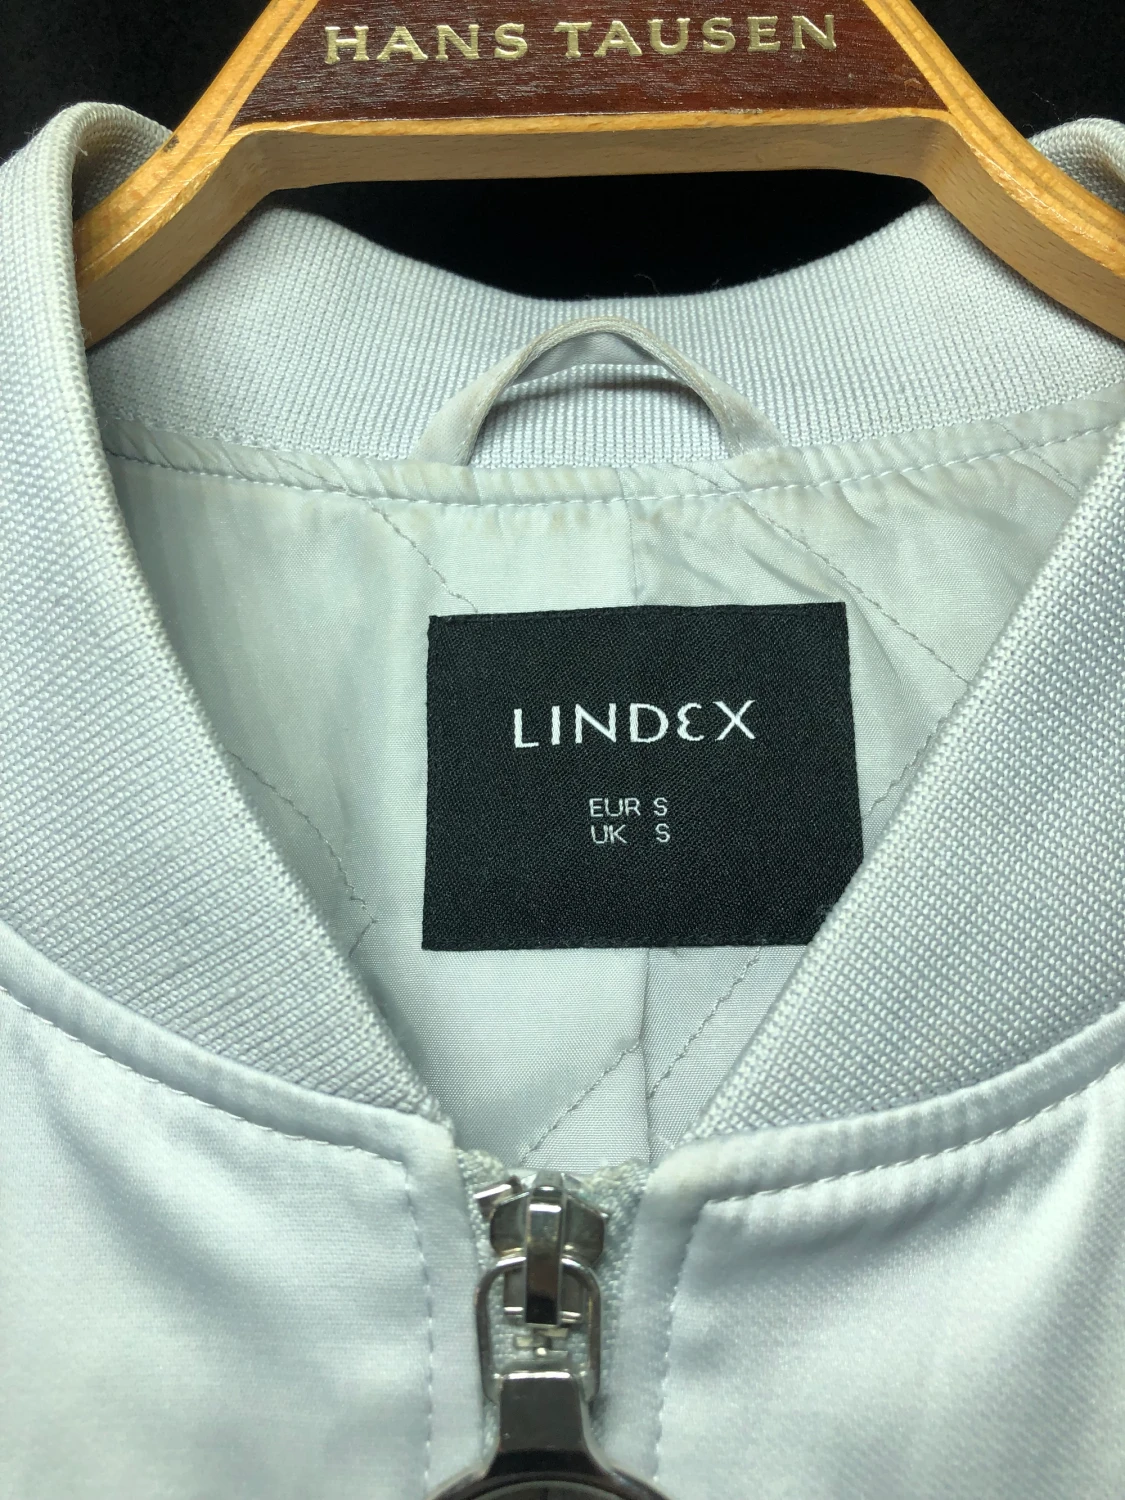 HANS TAUSEN
LINDEX
EUR S
UK S